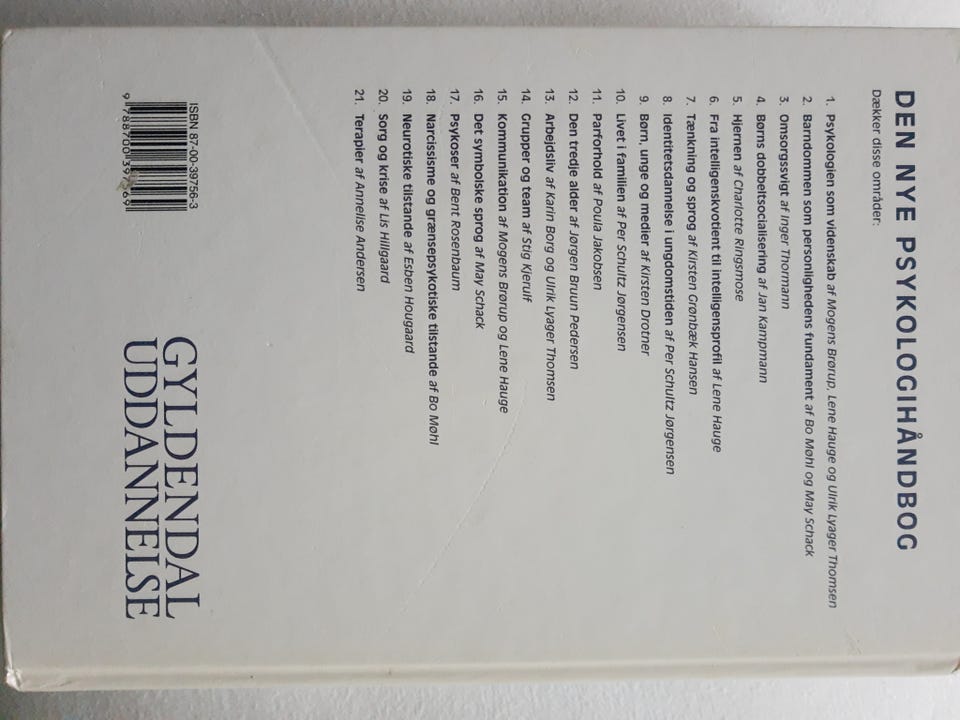 DEN NYE PSYKOLOGIHÅNDBOG
Dækker disse områder:
1. Psykologien som videnskab af Mogens Brørup, Lene Hauge og Ulrik Lyager Thomsen
2. Barndommen som personlighedens fundament af Bo Møhl og May Schack
3. Omsorgssvigt af Inger Thormann
4. Børns dobbeltsocialisering af Jan Kampmann
5. Hjernen af Charlotte Ringsmose
6. Fra intelligenskvotient til intelligensprofil af Lene Hauge
7. Tænkning og sprog af Kirsten Grønbæk Hansen
8. Identitetsdannelse i ungdomstiden af Per Schultz Jørgensen
9. Børn, unge og medier af Kirsten Drotner
10. Livet i familien af Per Schultz Jørgensen
11. Parforhold af Poula Jakobsen
12. Den tredje alder af Jørgen Bruun Pedersen
13. Arbejdsliv af Karin Borg og Ulrik Lyager Thomsen
14. Grupper og team af Stig Kjerulf
15. Kommunikation af Mogens Brørup og Lene Hauge
16. Det symbolske sprog af May Schack
17. Psykoser af Bent Rosenbaum
18. Narcissisme og grænsepsykotiske tilstande af Bo Møhl
19. Neurotiske tilstande af Esben Hougaard
20. Sorg og krise af Lis Hillgaard
21. Terapier af Annelise Andersen
ISBN 87-00-39756-3
9 788700 397569
GYLDENDAL
UDDANNELSE